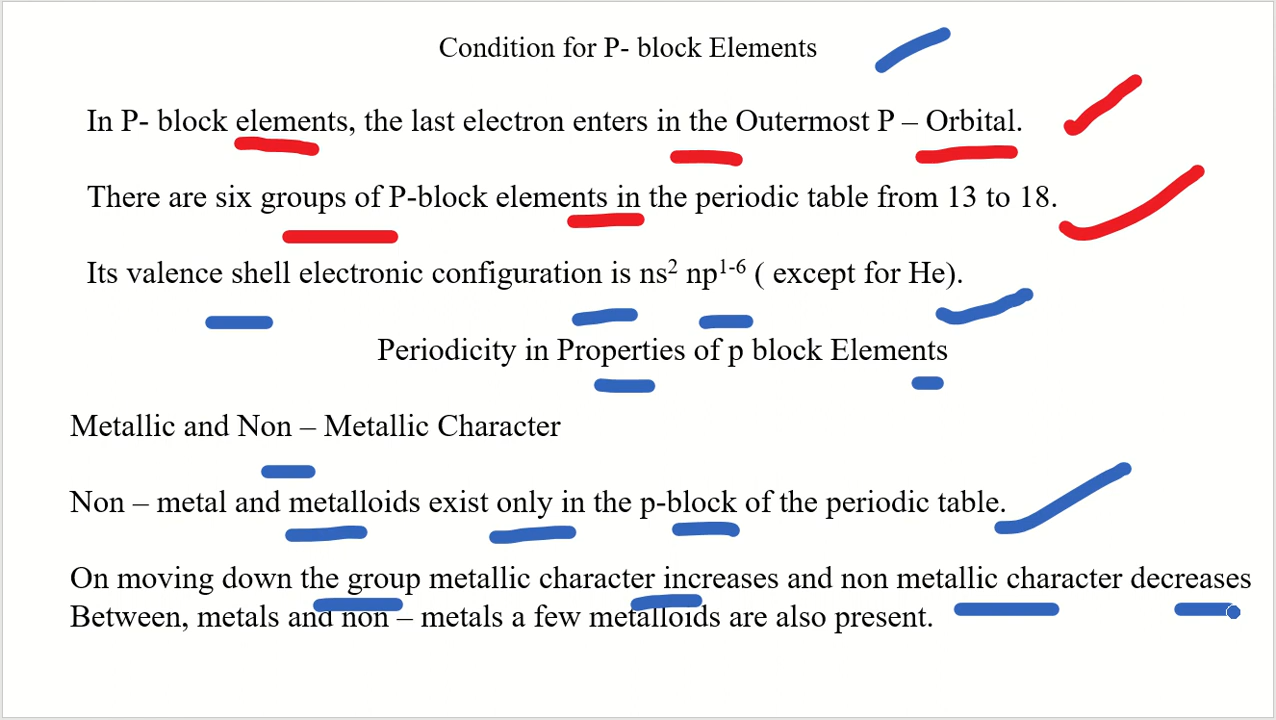 Condition for P- block Elements
In P- block elements, the last electron enters in the Outermost P – Orbital.
There are six groups of P-block elements in the periodic table from 13 to 18.
Its valence shell electronic configuration is ns² np¹⁻⁶ ( except for He).
Periodicity in Properties of p block Elements
Metallic and Non – Metallic Character
Non – metal and metalloids exist only in the p-block of the periodic table.
On moving down the group metallic character increases and non metallic character decreases
Between, metals and non – metals a few metalloids are also present.